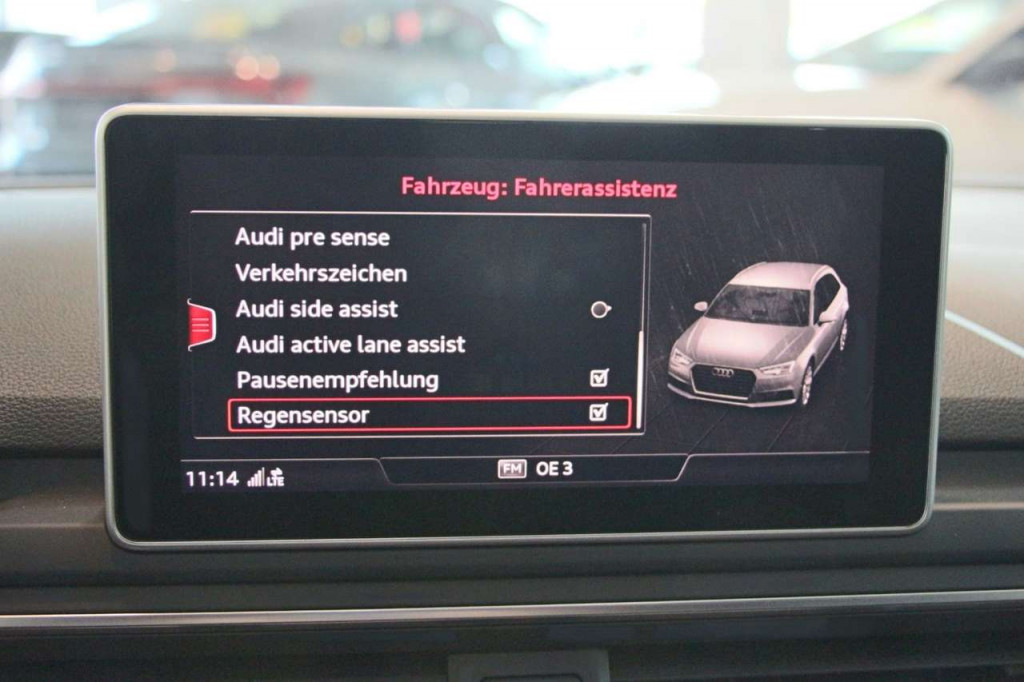 Fahrzeug: Fahrerassistenz
Audi pre sense
Verkehrszeichen
Audi side assist
Audi active lane assist
Pausenempfehlung
Regensensor
11:14 LTE FM OE 3